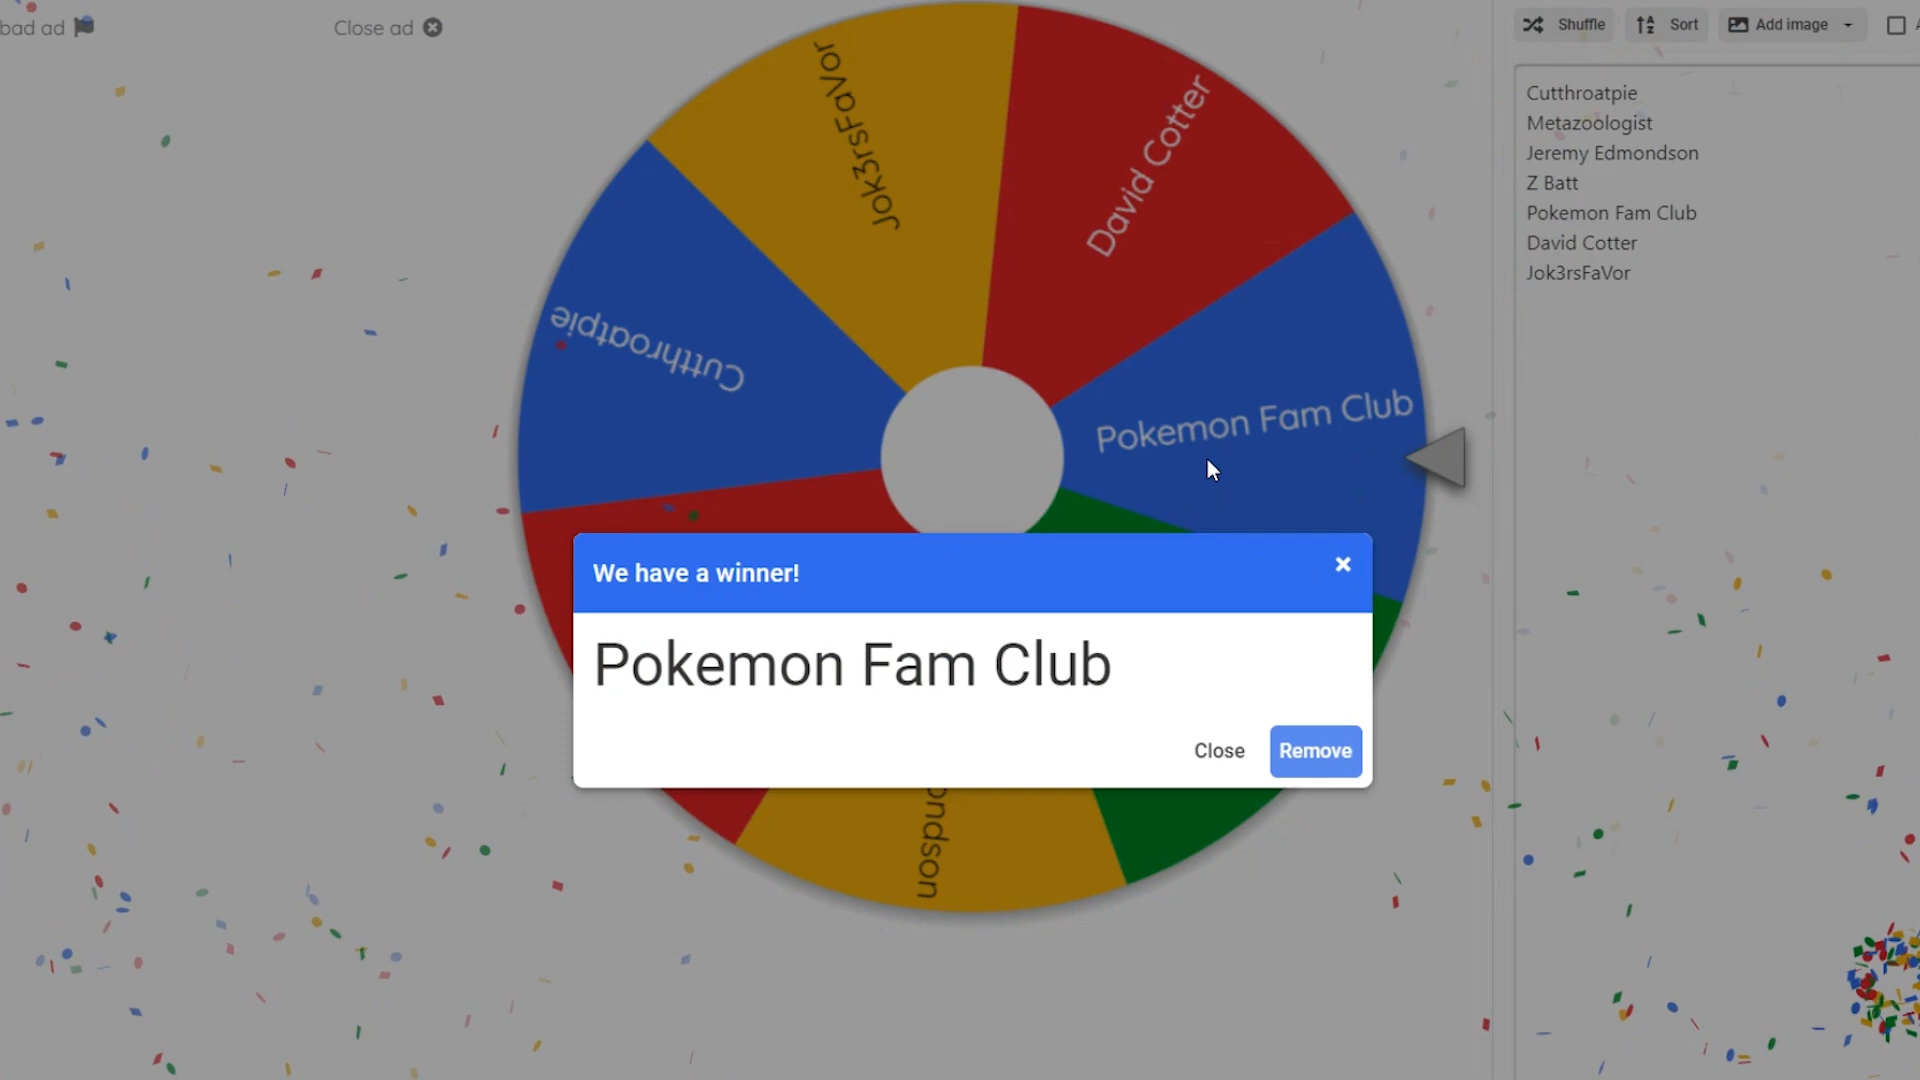 bad ad
Close ad
Shuffle
Sort
Add image
Cutthroatpie
Metazoologist
Jeremy Edmondson
Z Batt
Pokemon Fam Club
David Cotter
Jok3rsFaVor
Jok3rsFaVor
David Cotter
Cutthroatpie
Pokemon Fam Club
We have a winner!
Pokemon Fam Club
Close
Remove
ondson